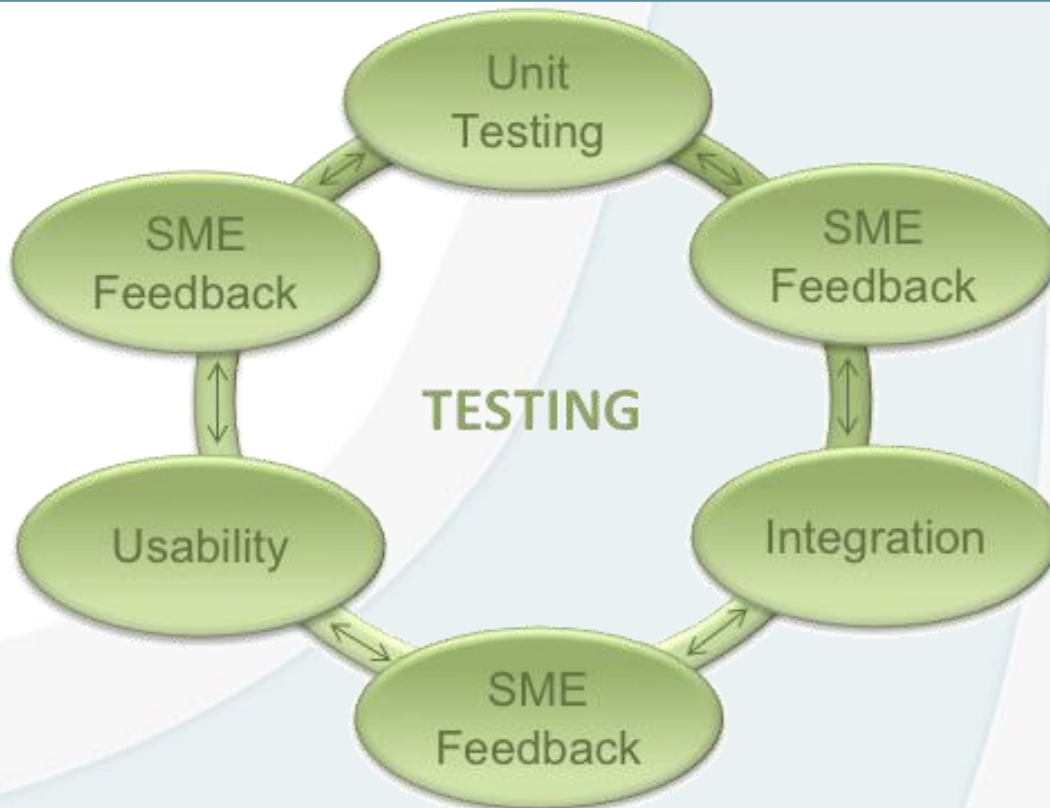 Unit
Testing
SME
Feedback
SME
Feedback
TESTING
Usability
Integration
SME
Feedback